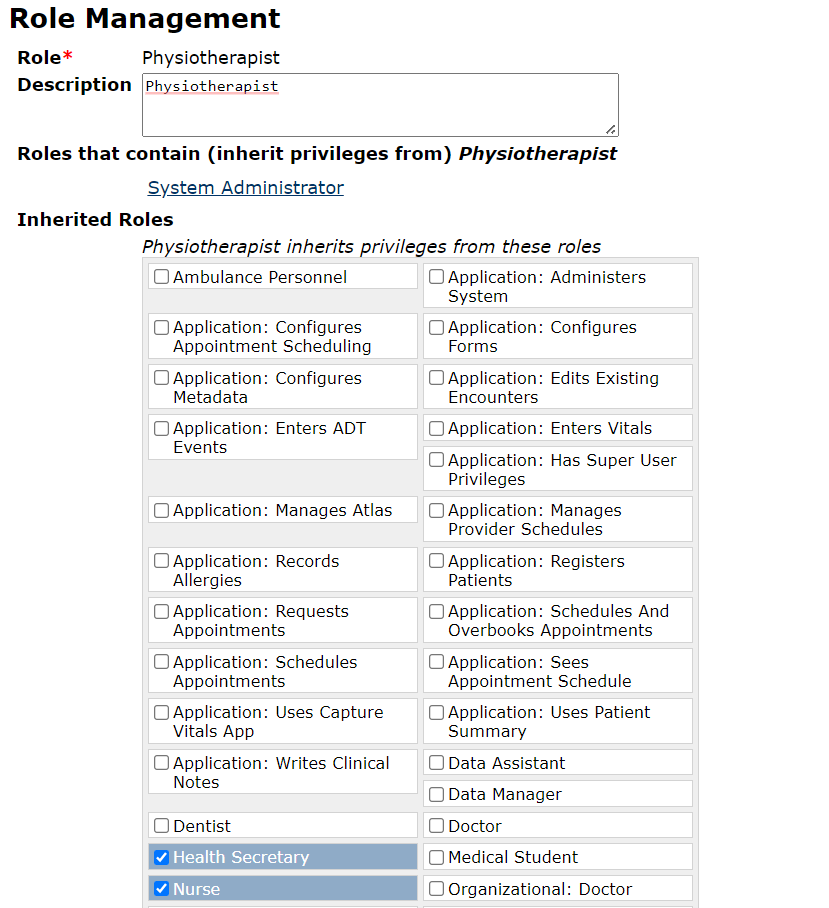 Role Management
Role* Physiotherapist
Description Physiotherapist
Roles that contain (inherit privileges from) Physiotherapist
System Administrator
Inherited Roles
Physiotherapist inherits privileges from these roles
Ambulance Personnel
Application: Administers
System
Application: Configures
Appointment Scheduling
Application: Configures
Forms
Application: Configures
Metadata
Application: Edits Existing
Encounters
Application: Enters ADT
Events
Application: Enters Vitals
Application: Has Super User
Privileges
Application: Manages Atlas
Application: Manages
Provider Schedules
Application: Records
Allergies
Application: Registers
Patients
Application: Requests
Appointments
Application: Schedules And
Overbooks Appointments
Application: Schedules
Appointments
Application: Sees
Appointment Schedule
Application: Uses Capture
Vitals App
Application: Uses Patient
Summary
Application: Writes Clinical
Notes
Data Assistant
Data Manager
Dentist
Doctor
Health Secretary
Medical Student
Nurse
Organizational: Doctor